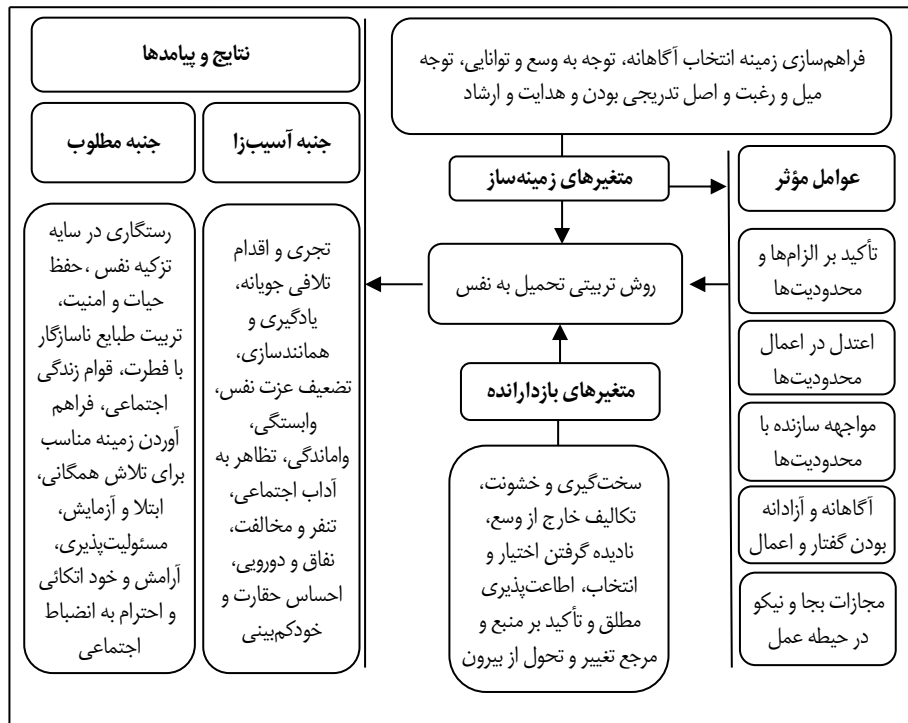 فراهم‌سازی زمینه انتخاب آگاهانه، توجه به وسع و توانایی، توجه
میل و رغبت و اصل تدریجی بودن و هدایت و ارشاد
متغیرهای زمینه‌ساز
عوامل مؤثر
تأکید بر الزام‌ها و
محدودیت‌ها
اعتدل در اعمال
محدودیت‌ها
مواجهه سازنده با
محدودیت‌ها
آگاهانه و آزادانه
بودن گفتار و اعمال
مجازات بجا و نیکو
در حیطه عمل
روش تربیتی تحمیل به نفس
متغیرهای بازدارانده
سخت‌گیری و خشونت،
تکالیف خارج از وسع،
نادیده گرفتن اختیار و
انتخاب، اطاعت‌پذیری
مطلق و تأکید بر منبع و
مرجع تغییر و تحول از بیرون
نتایج و پیامدها
جنبه آسیب‌زا
تجری و اقدام
تلافی جویانه،
یادگیری و
همانندسازی،
تضعیف عزت نفس،
وابستگی،
واماندگی، تظاهر به
آداب اجتماعی،
تنفر و مخالفت،
نفاق و دورویی،
احساس حقارت و
خودکم‌بینی
جنبه مطلوب
رستگاری در سایه
تزکیه نفس ،حفظ
حیات و امنیت،
تربیت طبایع ناسازگار
با فطرت، قوام زندگی
اجتماعی، فراهم
آوردن زمینه مناسب
برای تلاش همگانی،
ابتلا و آزمایش،
مسئولیت‌پذیری،
آرامش و خود اتکائی
و احترام به انضباط
اجتماعی